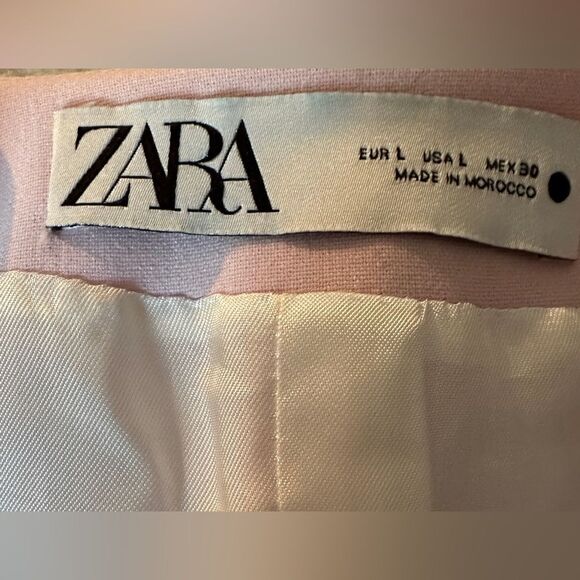 ZARA
EUR L USA L MEX 30
MADE IN MOROCCO